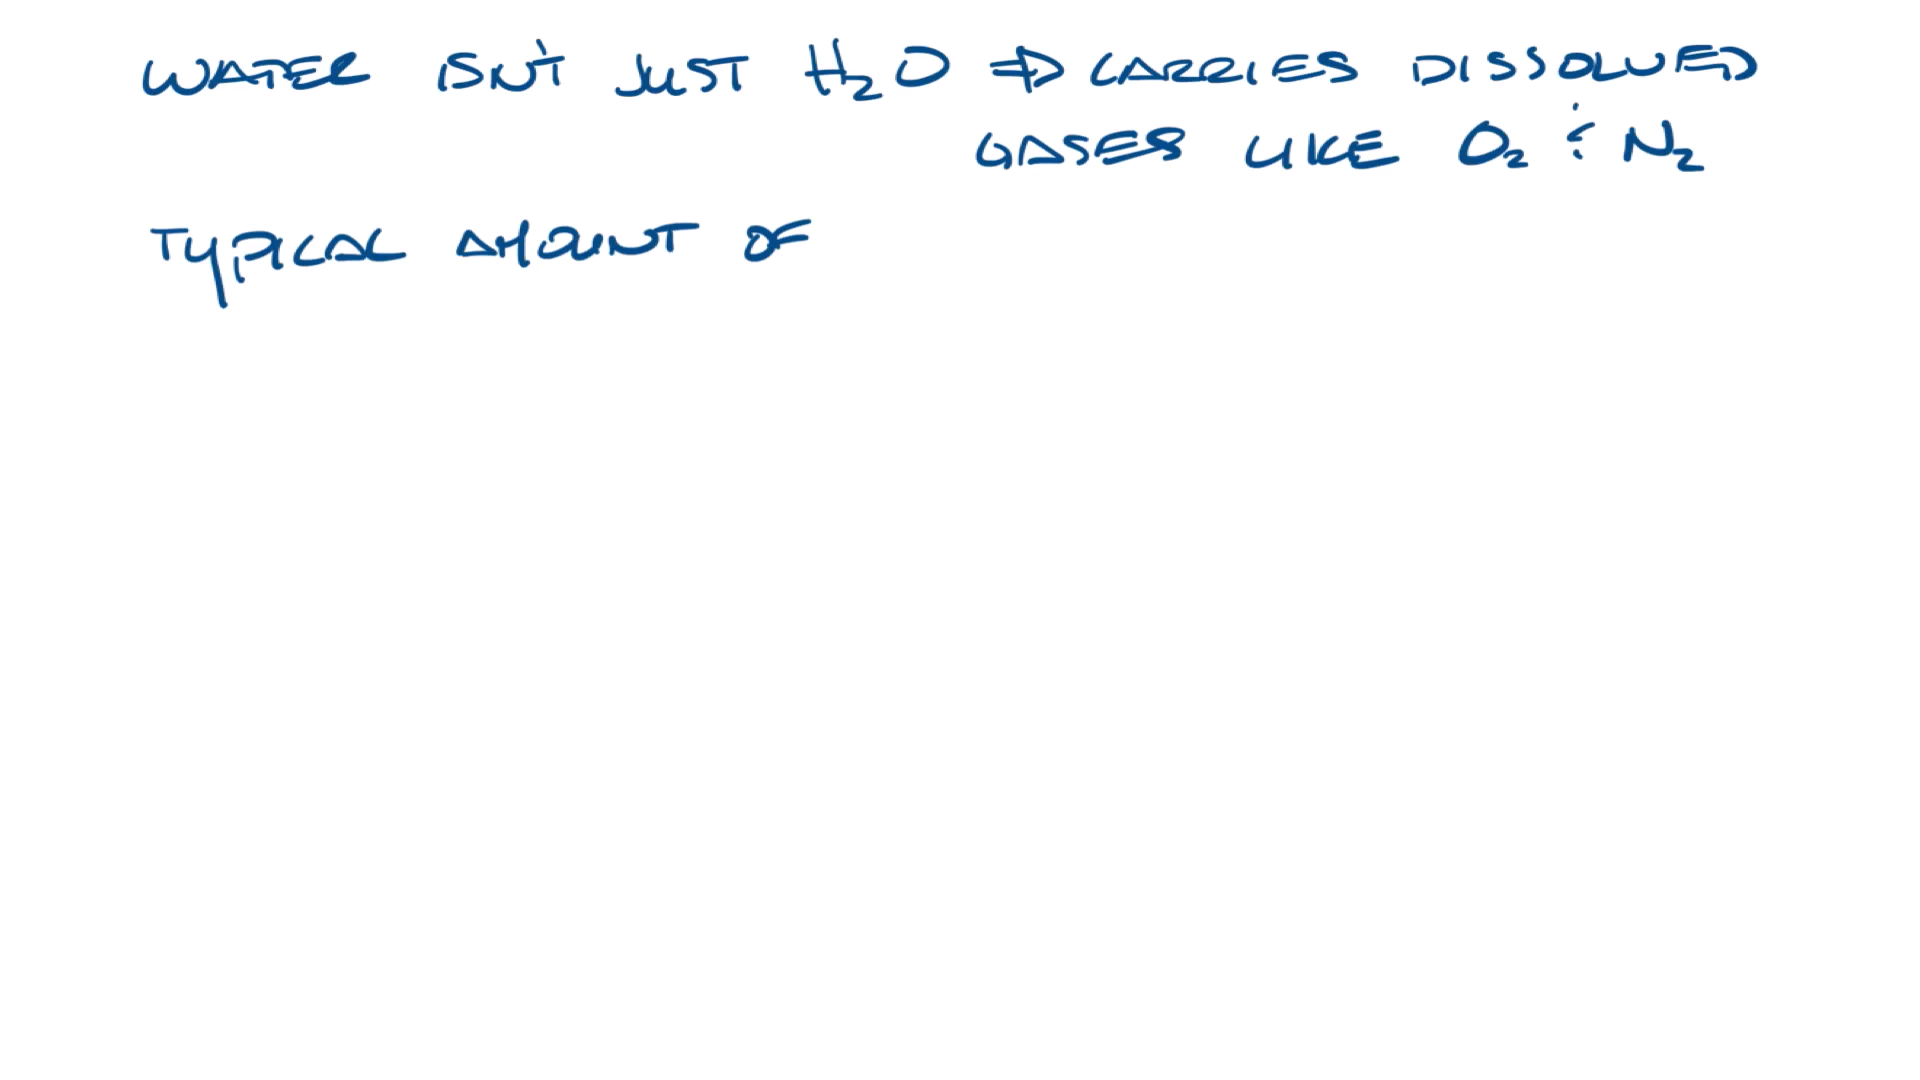 WATER ISN'T JUST H₂O ⇒ CARRIES DISSOLVED
GASES LIKE O₂ & N₂
TYPICAL AMOUNT OF